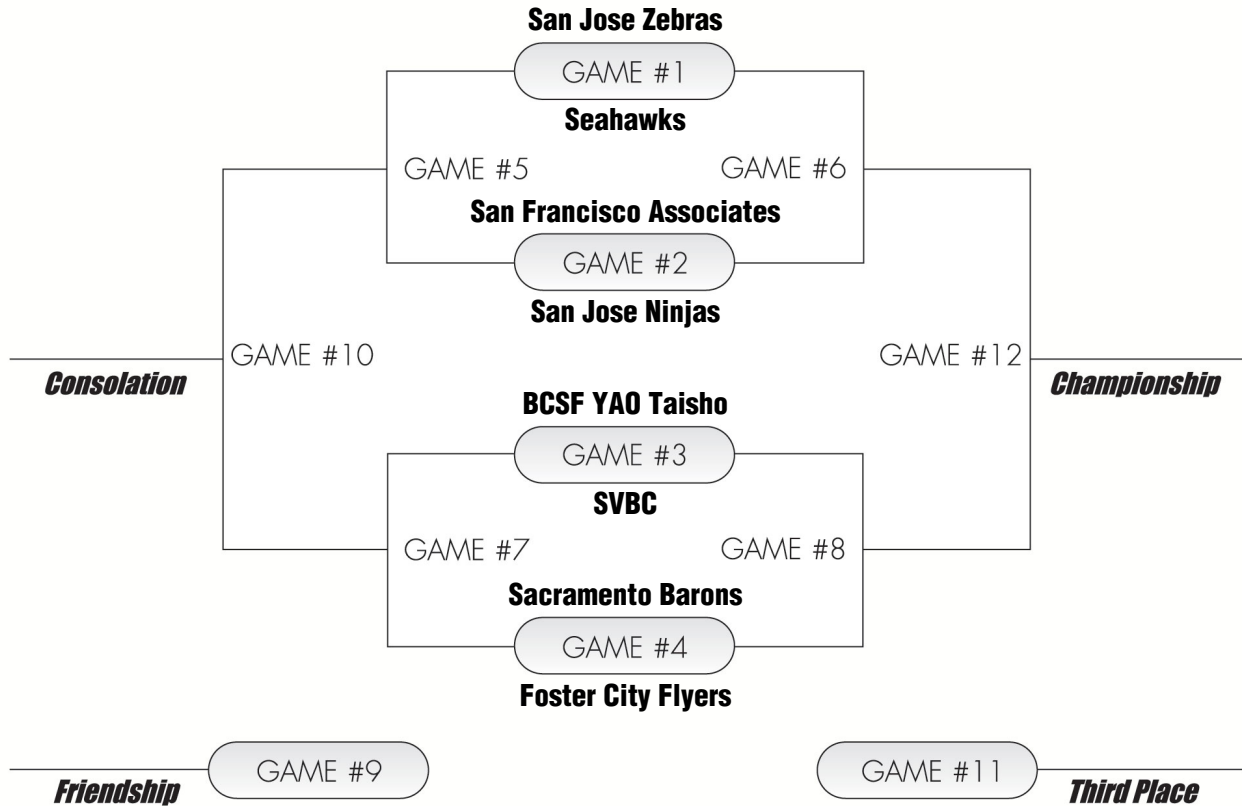 San Jose Zebras
GAME #1
Seahawks
GAME #5
GAME #6
San Francisco Associates
GAME #2
San Jose Ninjas
GAME #10
GAME #12
Consolation
Championship
BCSF YAO Taisho
GAME #3
SVBC
GAME #7
GAME #8
Sacramento Barons
GAME #4
Foster City Flyers
GAME #9
GAME #11
Friendship
Third Place